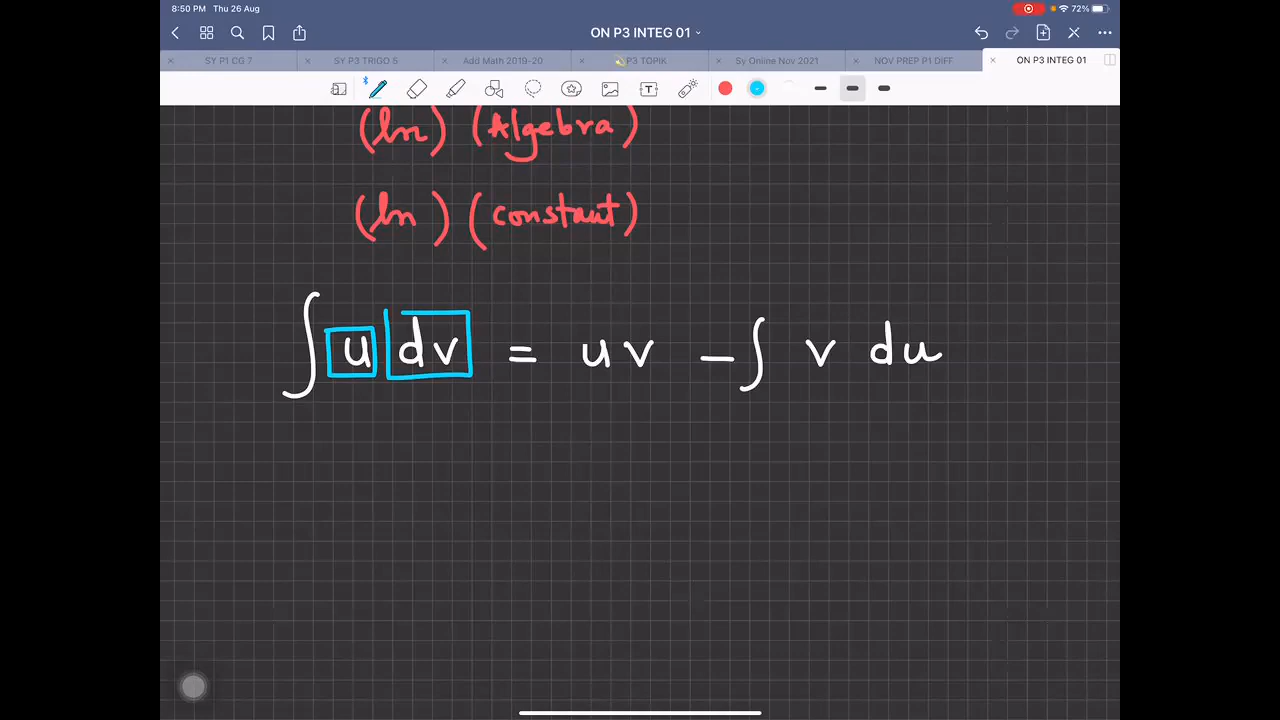 8:50 PM Thu 26 Aug 72%
ON P3 INTEG 01
SY P1 CG 7 SY P3 TRIGO 5 Add Math 2019-20 P3 TOPIK Sy Online Nov 2021 NOV PREP P1 DIFF ON P3 INTEG 01
(ln) (Algebra)
(ln) (constant)
∫ u dv = uv - ∫ v du